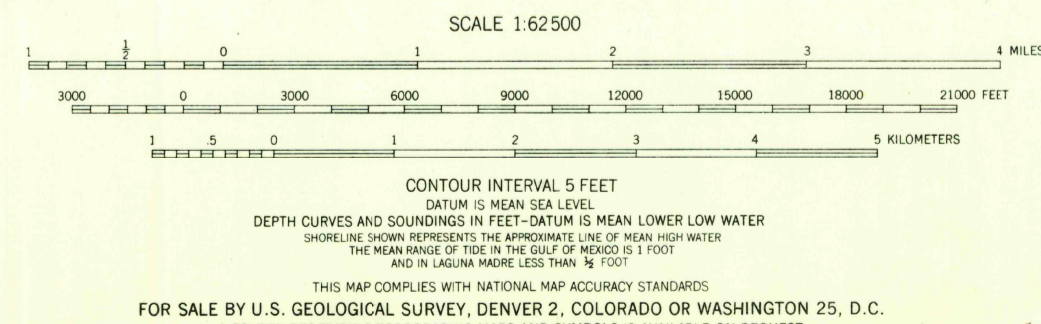 SCALE 1:62500
1 ½ 0 1 2 3 4 MILES
3000 0 3000 6000 9000 12000 15000 18000 21000 FEET
1 .5 0 1 2 3 4 5 KILOMETERS
CONTOUR INTERVAL 5 FEET
DATUM IS MEAN SEA LEVEL
DEPTH CURVES AND SOUNDINGS IN FEET-DATUM IS MEAN LOWER LOW WATER
SHORELINE SHOWN REPRESENTS THE APPROXIMATE LINE OF MEAN HIGH WATER
THE MEAN RANGE OF TIDE IN THE GULF OF MEXICO IS 1 FOOT
AND IN LAGUNA MADRE LESS THAN ½ FOOT
THIS MAP COMPLIES WITH NATIONAL MAP ACCURACY STANDARDS
FOR SALE BY U.S. GEOLOGICAL SURVEY, DENVER 2, COLORADO OR WASHINGTON 25, D.C.